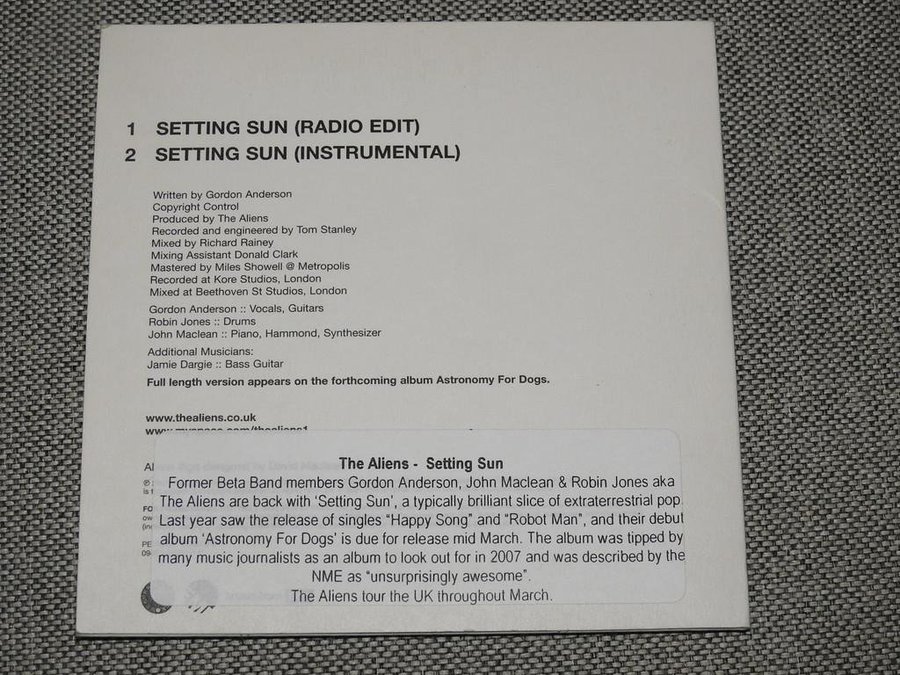 1 SETTING SUN (RADIO EDIT)
2 SETTING SUN (INSTRUMENTAL)
Written by Gordon Anderson
Copyright Control
Produced by The Aliens
Recorded and engineered by Tom Stanley
Mixed by Richard Rainey
Mixing Assistant Donald Clark
Mastered by Miles Showell @ Metropolis
Recorded at Kore Studios, London
Mixed at Beethoven St Studios, London
Gordon Anderson :: Vocals, Guitars
Robin Jones :: Drums
John Maclean :: Piano, Hammond, Synthesizer
Additional Musicians:
Jamie Dargie :: Bass Guitar
Full length version appears on the forthcoming album Astronomy For Dogs.
www.thealiens.co.uk
www.myspace.com/thealiens1
The Aliens - Setting Sun
Former Beta Band members Gordon Anderson, John Maclean & Robin Jones aka
The Aliens are back with ‘Setting Sun’, a typically brilliant slice of extraterrestrial pop.
Last year saw the release of singles “Happy Song” and “Robot Man”, and their debut
album ‘Astronomy For Dogs’ is due for release mid March. The album was tipped by
many music journalists as an album to look out for in 2007 and was described by the
NME as “unsurprisingly awesome”.
The Aliens tour the UK throughout March.